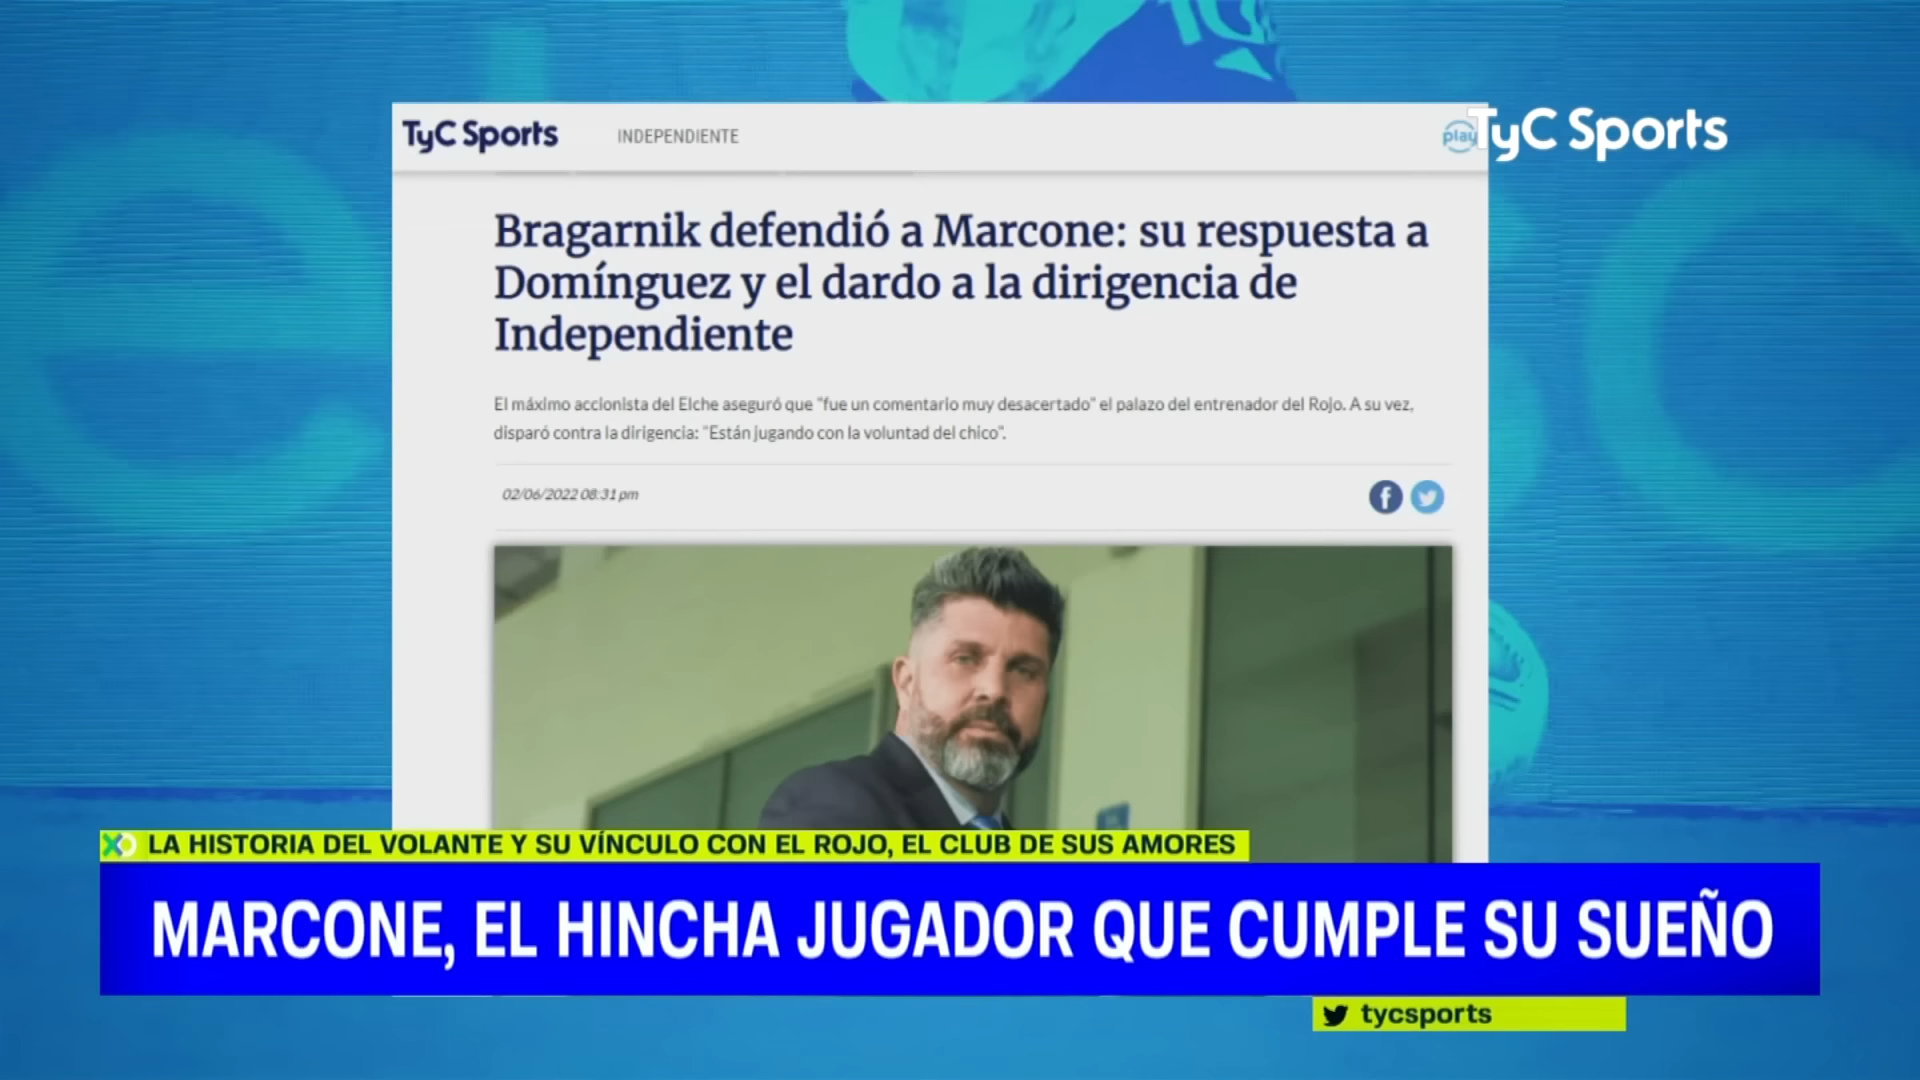 TyC Sports
INDEPENDIENTE
play
TyC Sports
Bragarnik defendió a Marcone: su respuesta a
Domínguez y el dardo a la dirigencia de
Independiente
El máximo accionista del Elche aseguró que "fue un comentario muy desacertado" el palazo del entrenador del Rojo. A su vez,
disparó contra la dirigencia: "Están jugando con la voluntad del chico".
02/06/2022 08:31 pm
LA HISTORIA DEL VOLANTE Y SU VÍNCULO CON EL ROJO, EL CLUB DE SUS AMORES
MARCONE, EL HINCHA JUGADOR QUE CUMPLE SU SUEÑO
tycsports